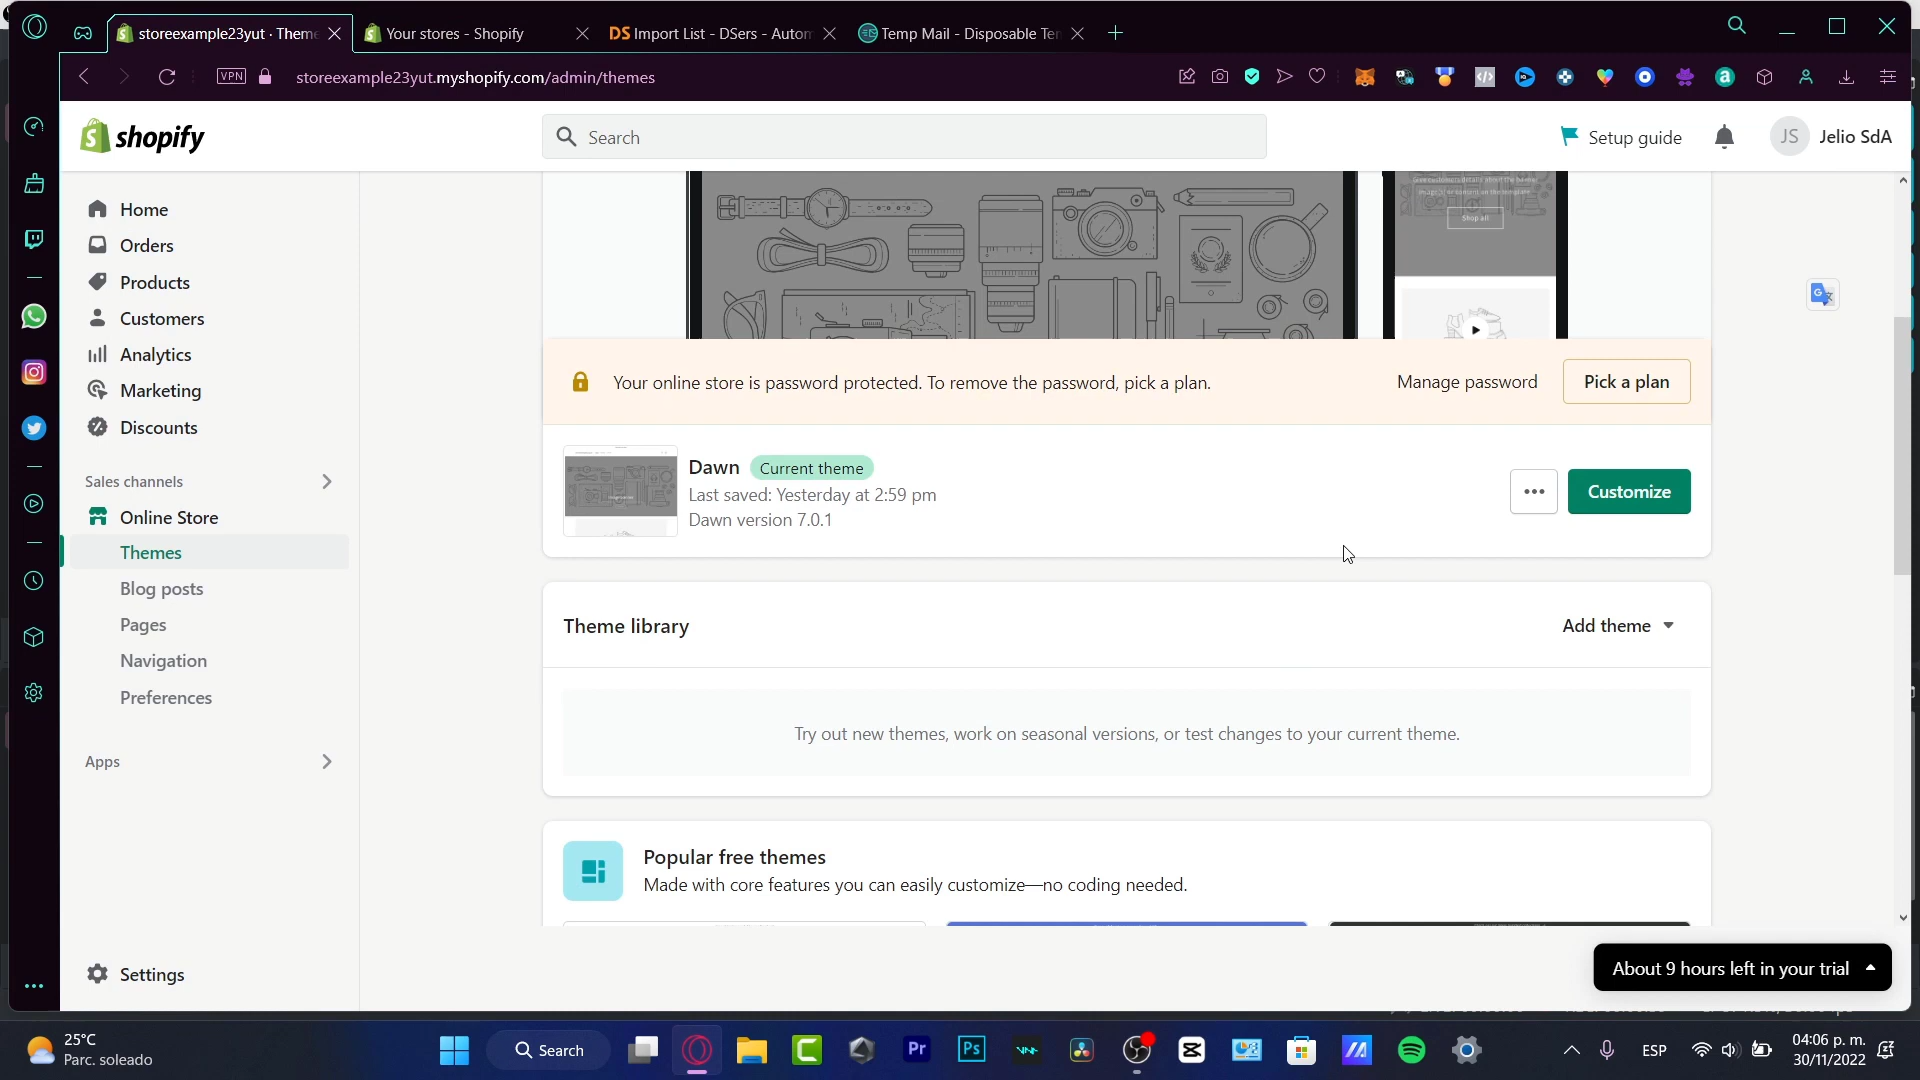 storeexample23yut · Theme
Your stores - Shopify
DS Import List - DSers - Autom
Temp Mail - Disposable Ten
VPN
storeexample23yut.myshopify.com/admin/themes
shopify
Search
Setup guide
JS
Jelio SdA
Home
Orders
Products
Customers
Analytics
Marketing
Discounts
Sales channels
Online Store
Themes
Blog posts
Pages
Navigation
Preferences
Apps
Settings
Shop all
Your online store is password protected. To remove the password, pick a plan.
Manage password
Pick a plan
Dawn
Current theme
Last saved: Yesterday at 2:59 pm
Dawn version 7.0.1
Customize
Theme library
Add theme
Try out new themes, work on seasonal versions, or test changes to your current theme.
Popular free themes
Made with core features you can easily customize—no coding needed.
About 9 hours left in your trial
25°C
Parc. soleado
Search
Pr
Ps
ESP
04:06 p. m.
30/11/2022